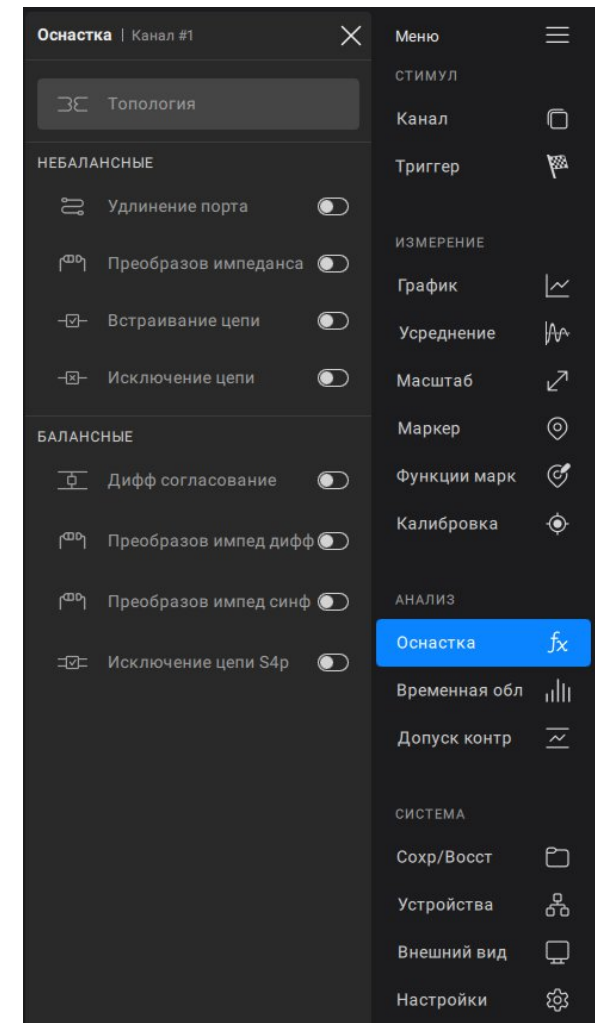 Оснастка | Канал #1
Топология
НЕБАЛАНСНЫЕ
Удлинение порта
Преобразов импеданса
Встраивание цепи
Исключение цепи
БАЛАНСНЫЕ
Дифф согласование
Преобразов импед дифф
Преобразов импед синф
Исключение цепи S4p
Меню
СТИМУЛ
Канал
Триггер
ИЗМЕРЕНИЕ
График
Усреднение
Масштаб
Маркер
Функции марк
Калибровка
АНАЛИЗ
Оснастка
Временная обл
Допуск контр
СИСТЕМА
Сохр/Восст
Устройства
Внешний вид
Настройки